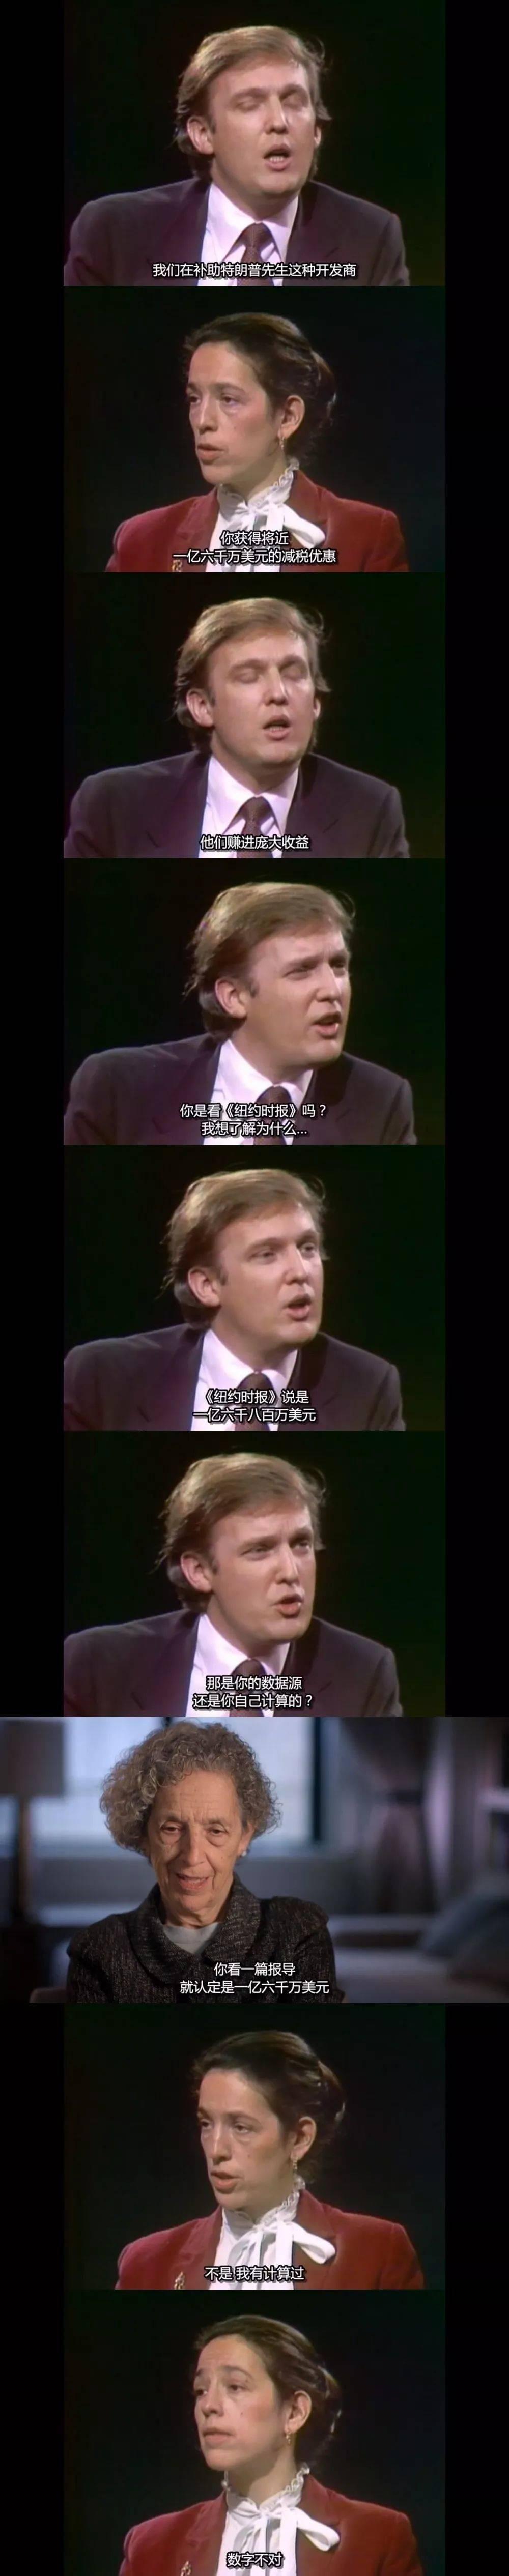 我们在补助特朗普先生这种开发商
你获得将近
一亿六千万美元的减税优惠
他们赚进庞大收益
你是看《纽约时报》吗？
我想了解为什么...
《纽约时报》说是
一亿六千八百万美元
那是你的数据源
还是你自己计算的？
你看一篇报导
就认定是一亿六千万美元
不是 我有计算过
数字不对